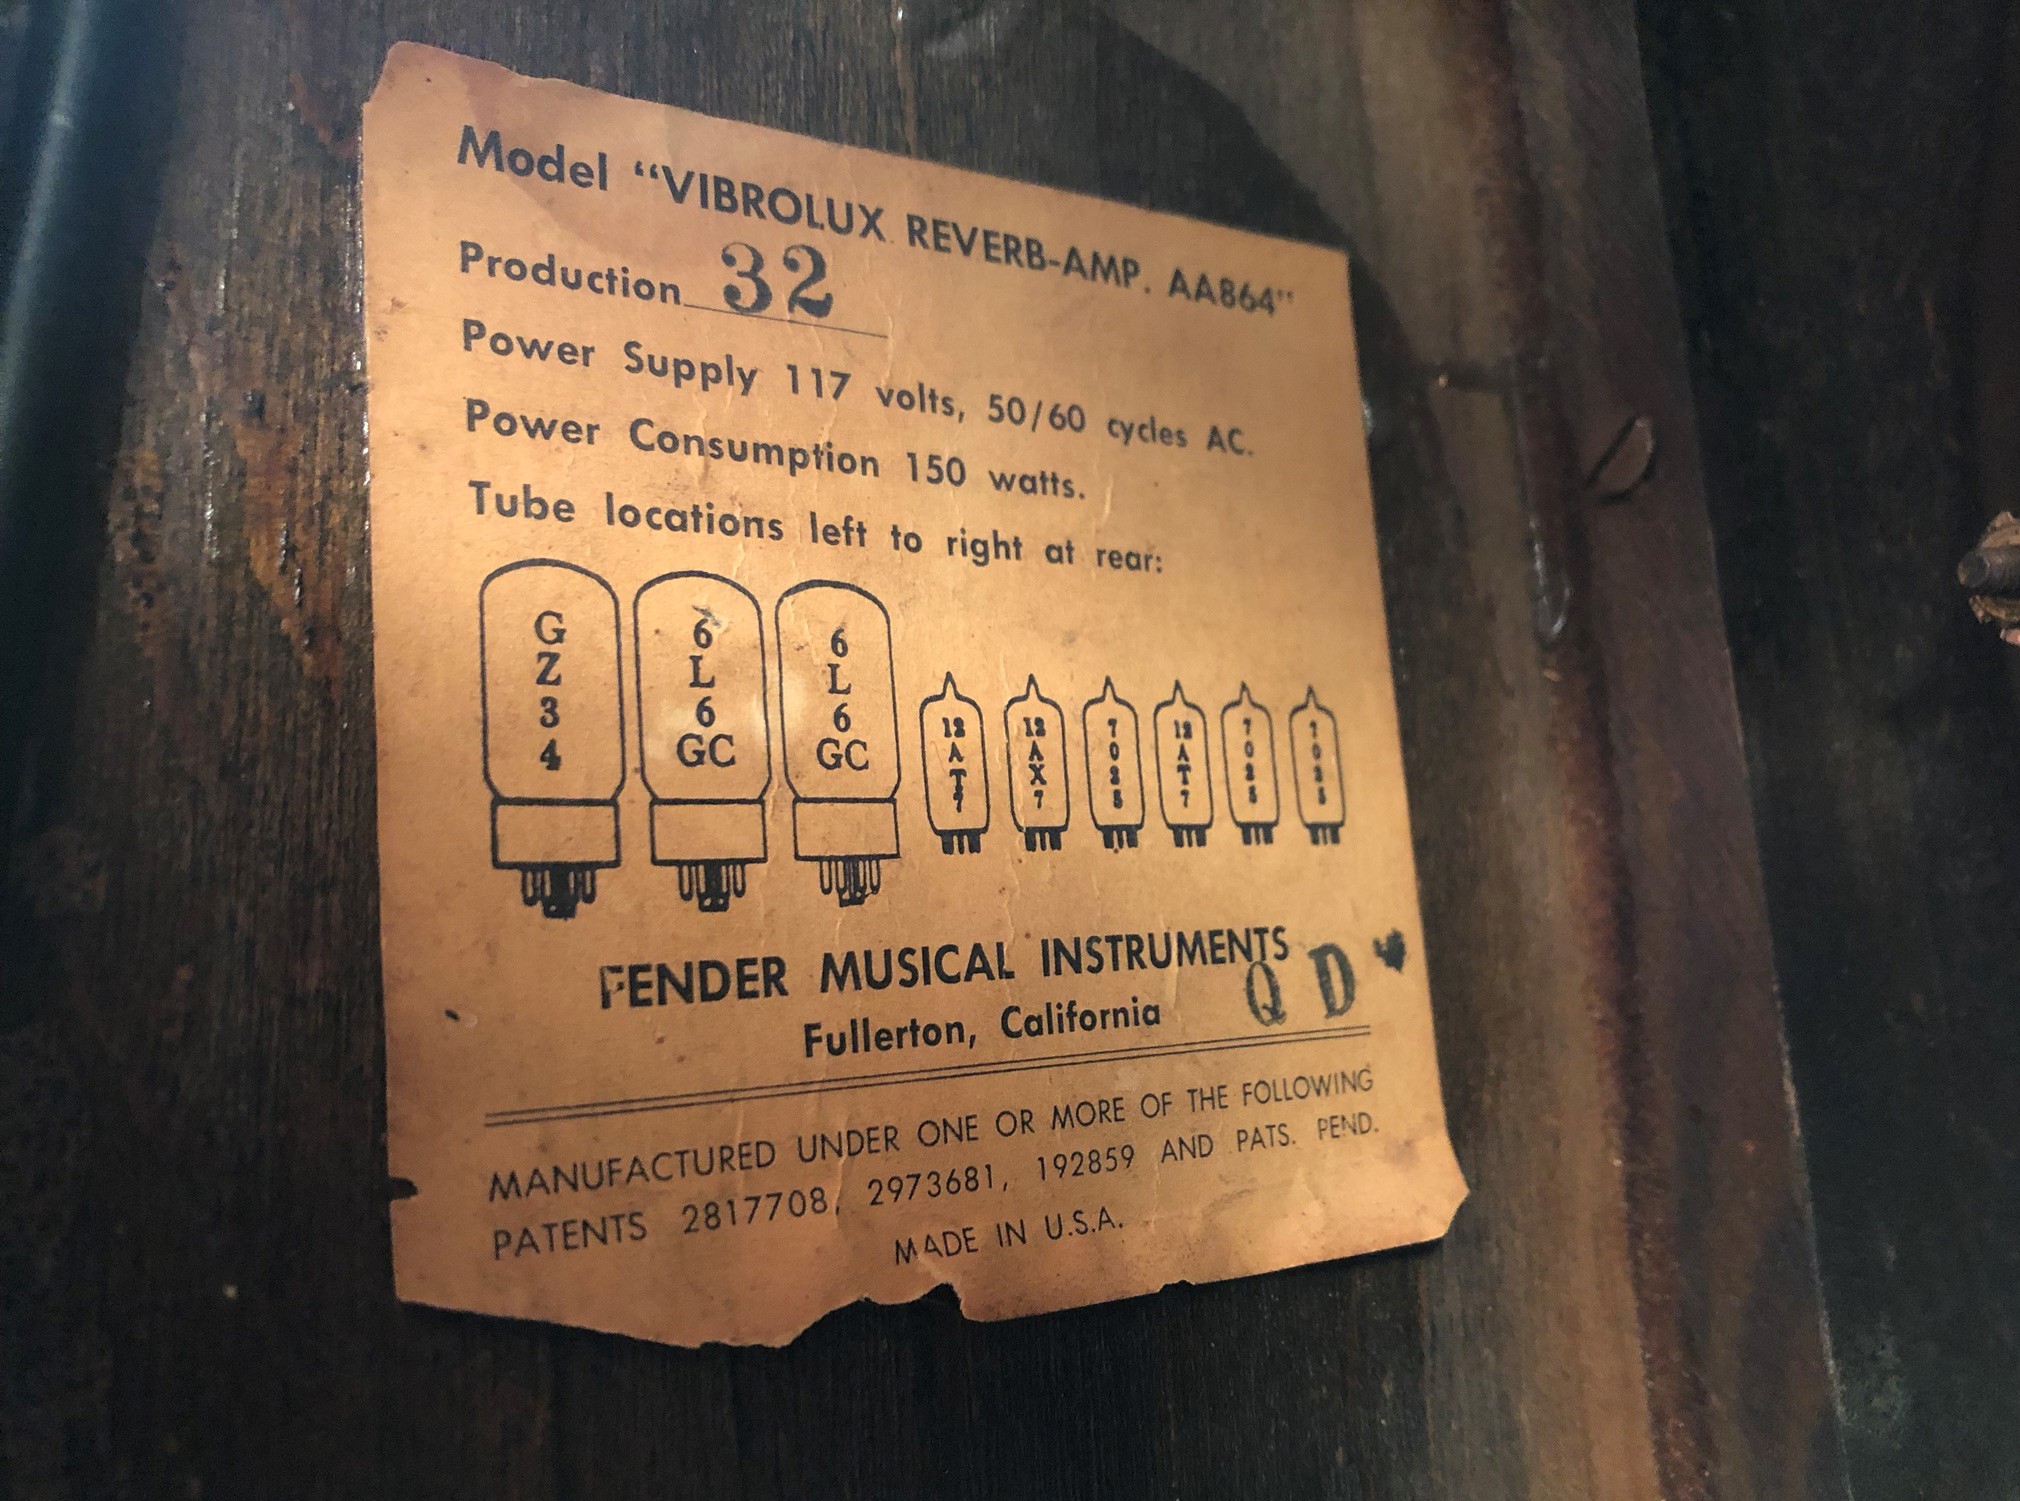 Model “VIBROLUX REVERB-AMP. AA864”
Production 32
Power Supply 117 volts, 50/60 cycles AC.
Power Consumption 150 watts.
Tube locations left to right at rear:
GZ34 6L6GC 6L6GC 12AT7 12AX7 7025 12AT7 7025 7025
FENDER MUSICAL INSTRUMENTS
Fullerton, California Q D
MANUFACTURED UNDER ONE OR MORE OF THE FOLLOWING
PATENTS 2817708, 2973681, 192859 AND PATS. PEND.
MADE IN U.S.A.